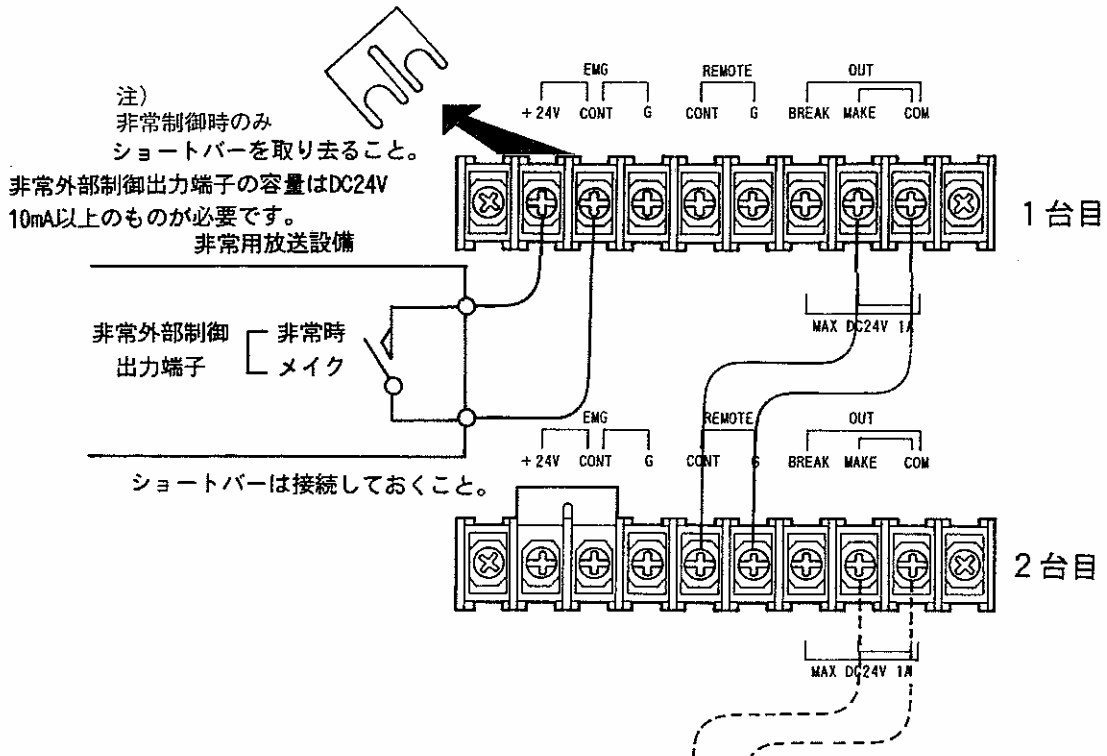 注)
非常制御時のみ
ショートバーを取り去ること。
非常外部制御出力端子の容量はDC24V
10mA以上のものが必要です。
非常用放送設備
EMG REMOTE OUT
+24V CONT G CONT G BREAK MAKE COM
1台目
MAX DC24V 1A
非常外部制御 非常時
出力端子 メイク
EMG REMOTE OUT
+24V CONT G CONT G BREAK MAKE COM
ショートバーは接続しておくこと。
2台目
MAX DC24V 1A